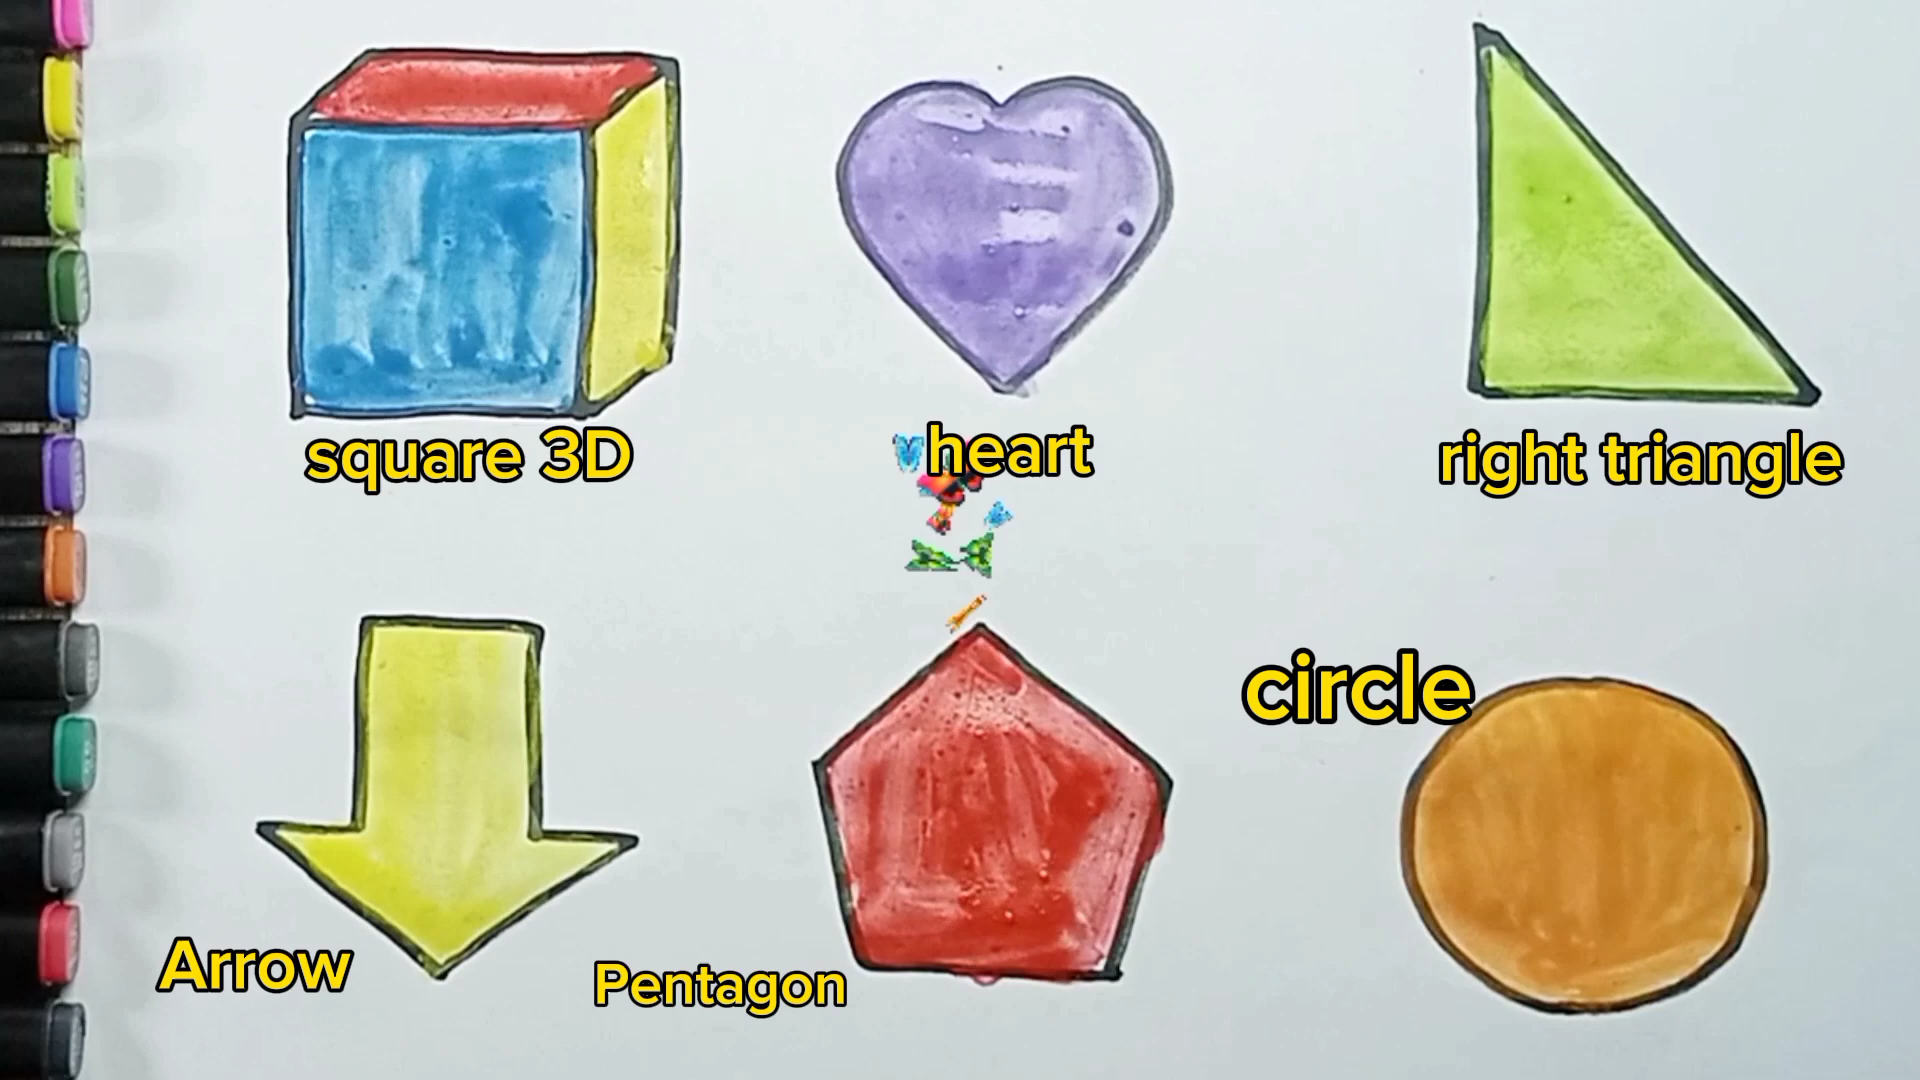 square 3D
heart
right triangle
circle
Arrow
Pentagon